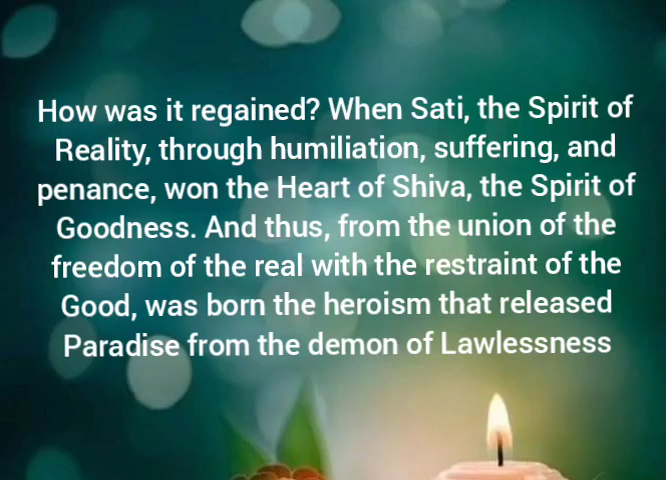 How was it regained? When Sati, the Spirit of
Reality, through humiliation, suffering, and
penance, won the Heart of Shiva, the Spirit of
Goodness. And thus, from the union of the
freedom of the real with the restraint of the
Good, was born the heroism that released
Paradise from the demon of Lawlessness